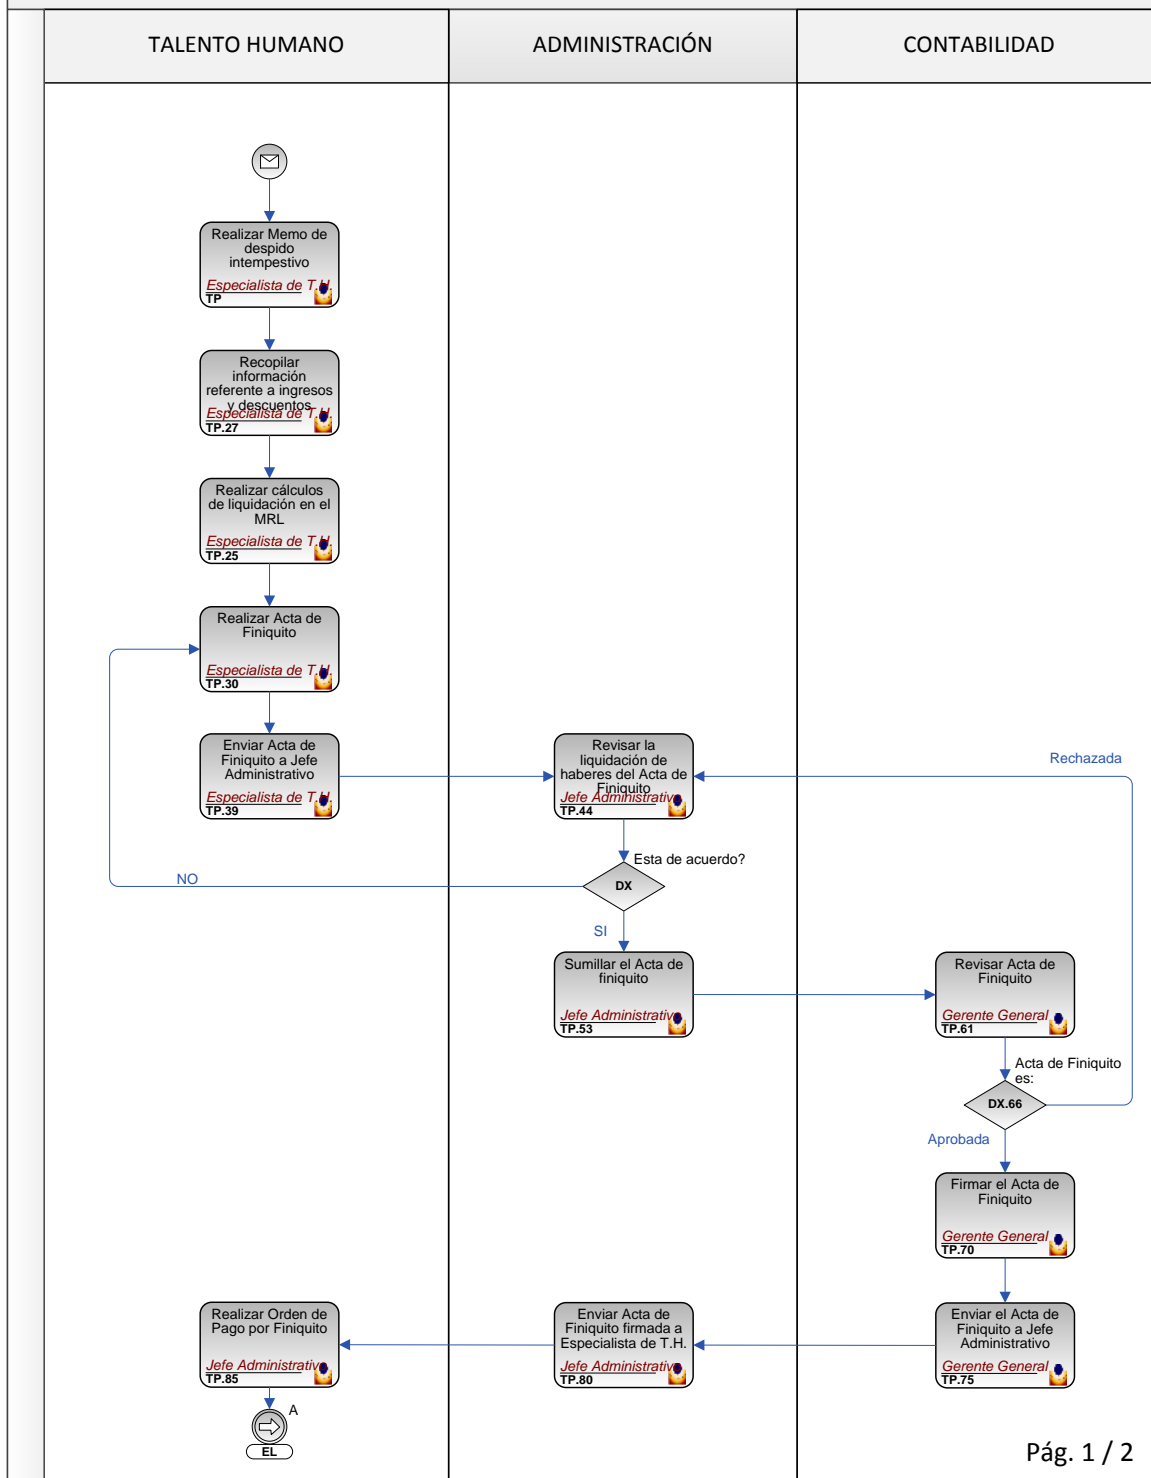 TALENTO HUMANO
ADMINISTRACIÓN
CONTABILIDAD
Realizar Memo de
despido
intempestivo
Especialista de T.H.
TP
Recopilar
información
referente a ingresos
y descuentos
Especialista de T.H.
TP.27
Realizar cálculos
de liquidación en el
MRL
Especialista de T.H.
TP.25
Realizar Acta de
Finiquito
Especialista de T.H.
TP.30
Enviar Acta de
Finiquito a Jefe
Administrativo
Especialista de T.H.
TP.39
Revisar la
liquidación de
haberes del Acta de
Finiquito
Jefe Administrativo
TP.44
Rechazada
Esta de acuerdo?
DX
NO
SI
Sumillar el Acta de
finiquito
Jefe Administrativo
TP.53
Revisar Acta de
Finiquito
Gerente General
TP.61
Acta de Finiquito
es:
DX.66
Aprobada
Firmar el Acta de
Finiquito
Gerente General
TP.70
Enviar el Acta de
Finiquito a Jefe
Administrativo
Gerente General
TP.75
Enviar Acta de
Finiquito firmada a
Especialista de T.H.
Jefe Administrativo
TP.80
Realizar Orden de
Pago por Finiquito
Jefe Administrativo
TP.85
A
EL
Pág. 1 / 2